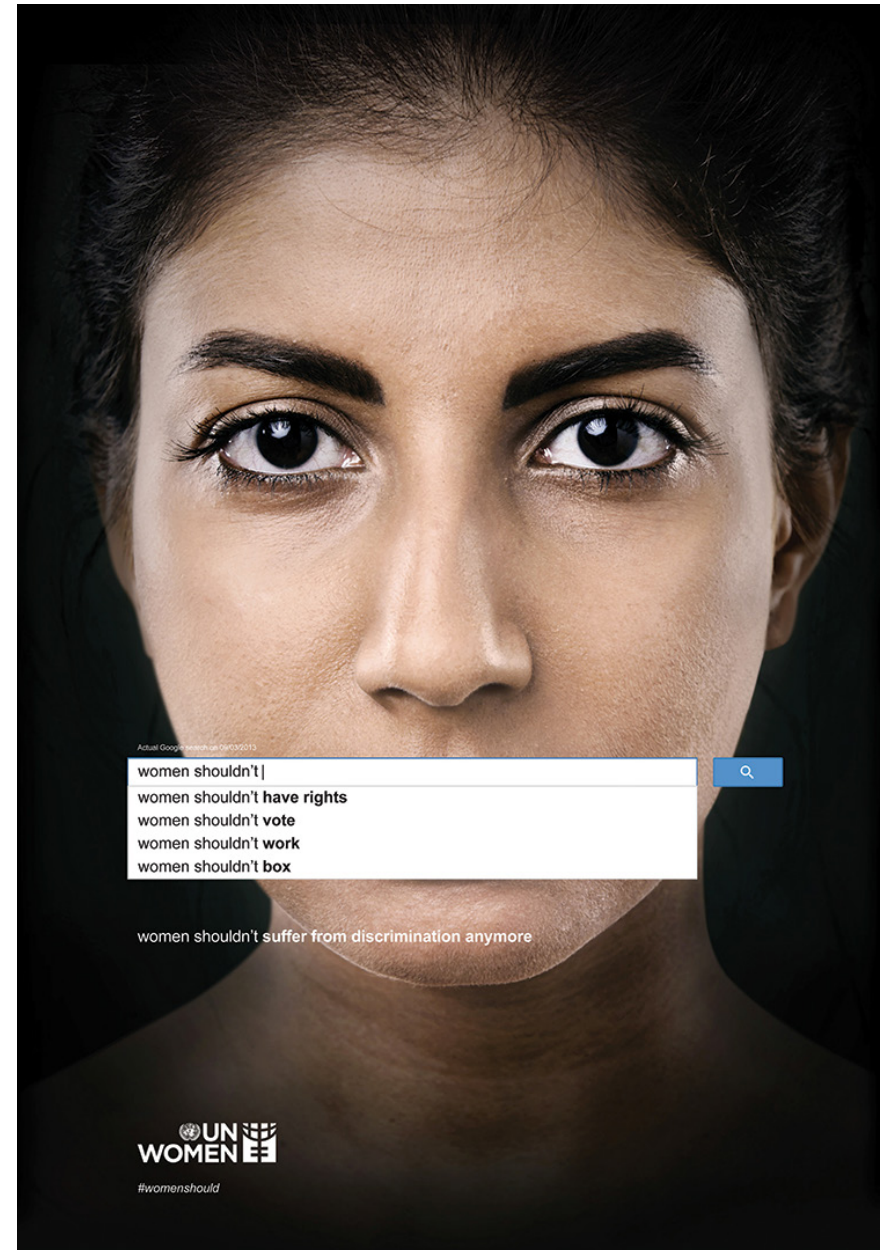 Actual Google search on 09/03/2013
women shouldn't|
women shouldn't have rights
women shouldn't vote
women shouldn't work
women shouldn't box
women shouldn't suffer from discrimination anymore
UN
WOMEN
#womenshould